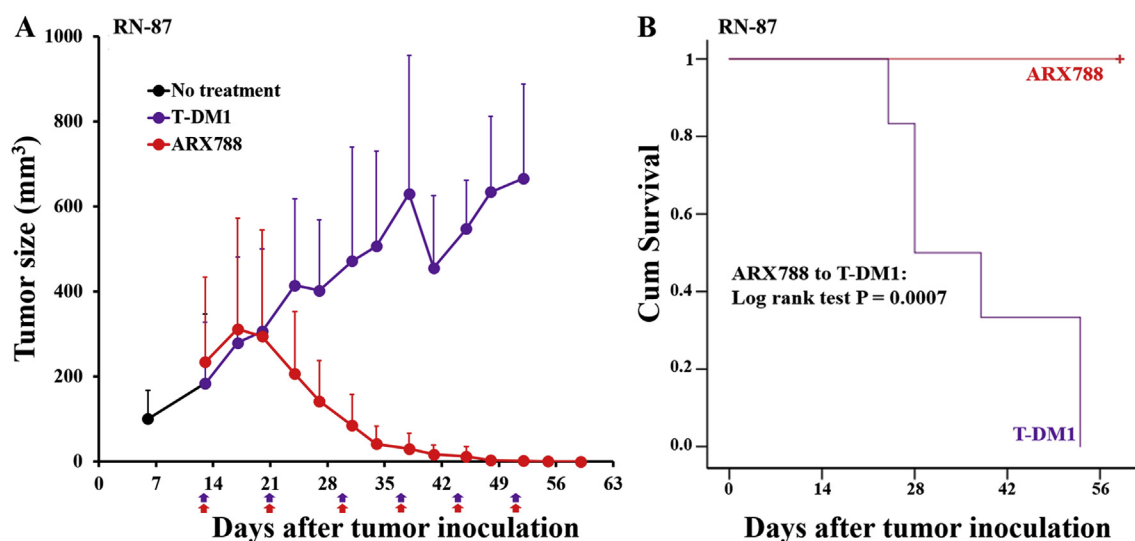 A
RN-87
1000
800
600
400
200
0
Tumor size (mm³)
No treatment
T-DM1
ARX788
0 7 14 21 28 35 42 49 56 63
Days after tumor inoculation
B
RN-87
1
0.8
0.6
0.4
0.2
0.0
Cum Survival
ARX788
ARX788 to T-DM1:
Log rank test P = 0.0007
T-DM1
0 14 28 42 56
Days after tumor inoculation